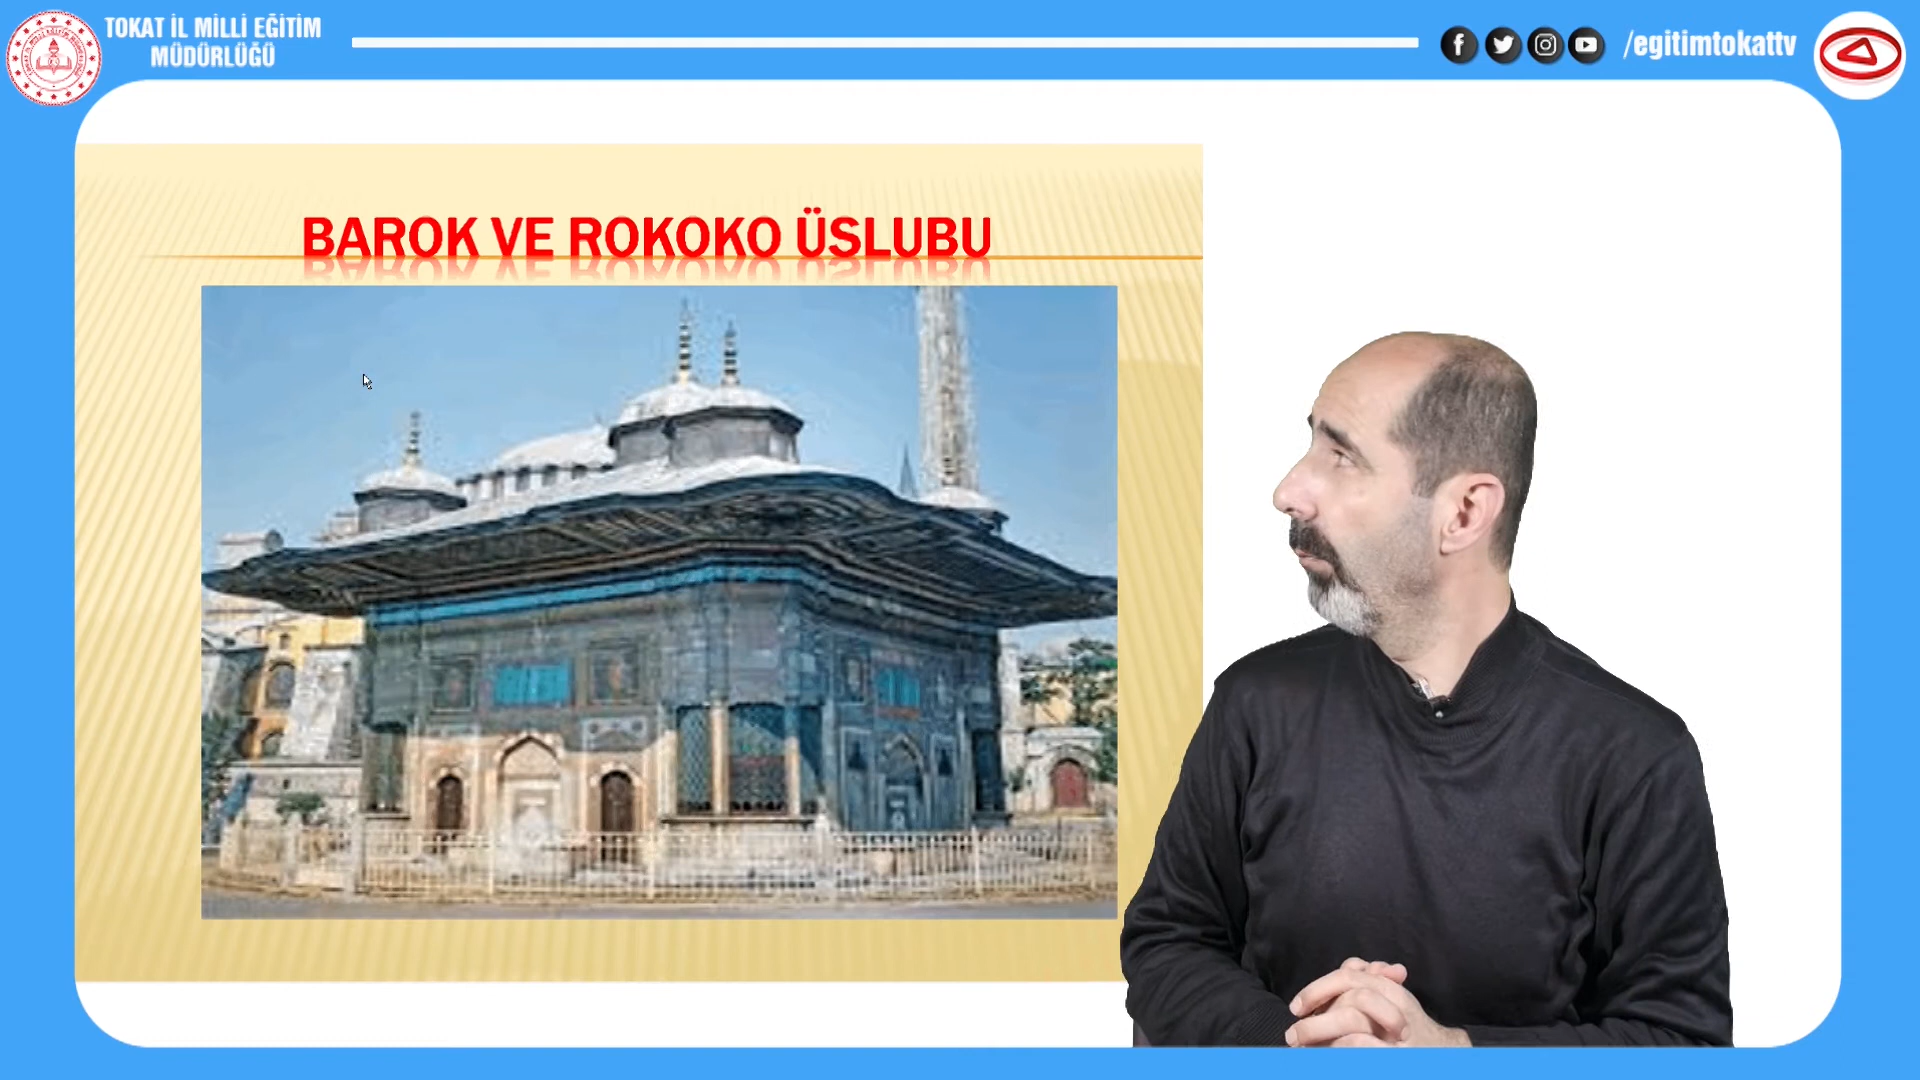 TOKAT İL MİLLİ EĞİTİM
MÜDÜRLÜĞÜ
/egitimtokattv
BAROK VE ROKOKO ÜSLUBU